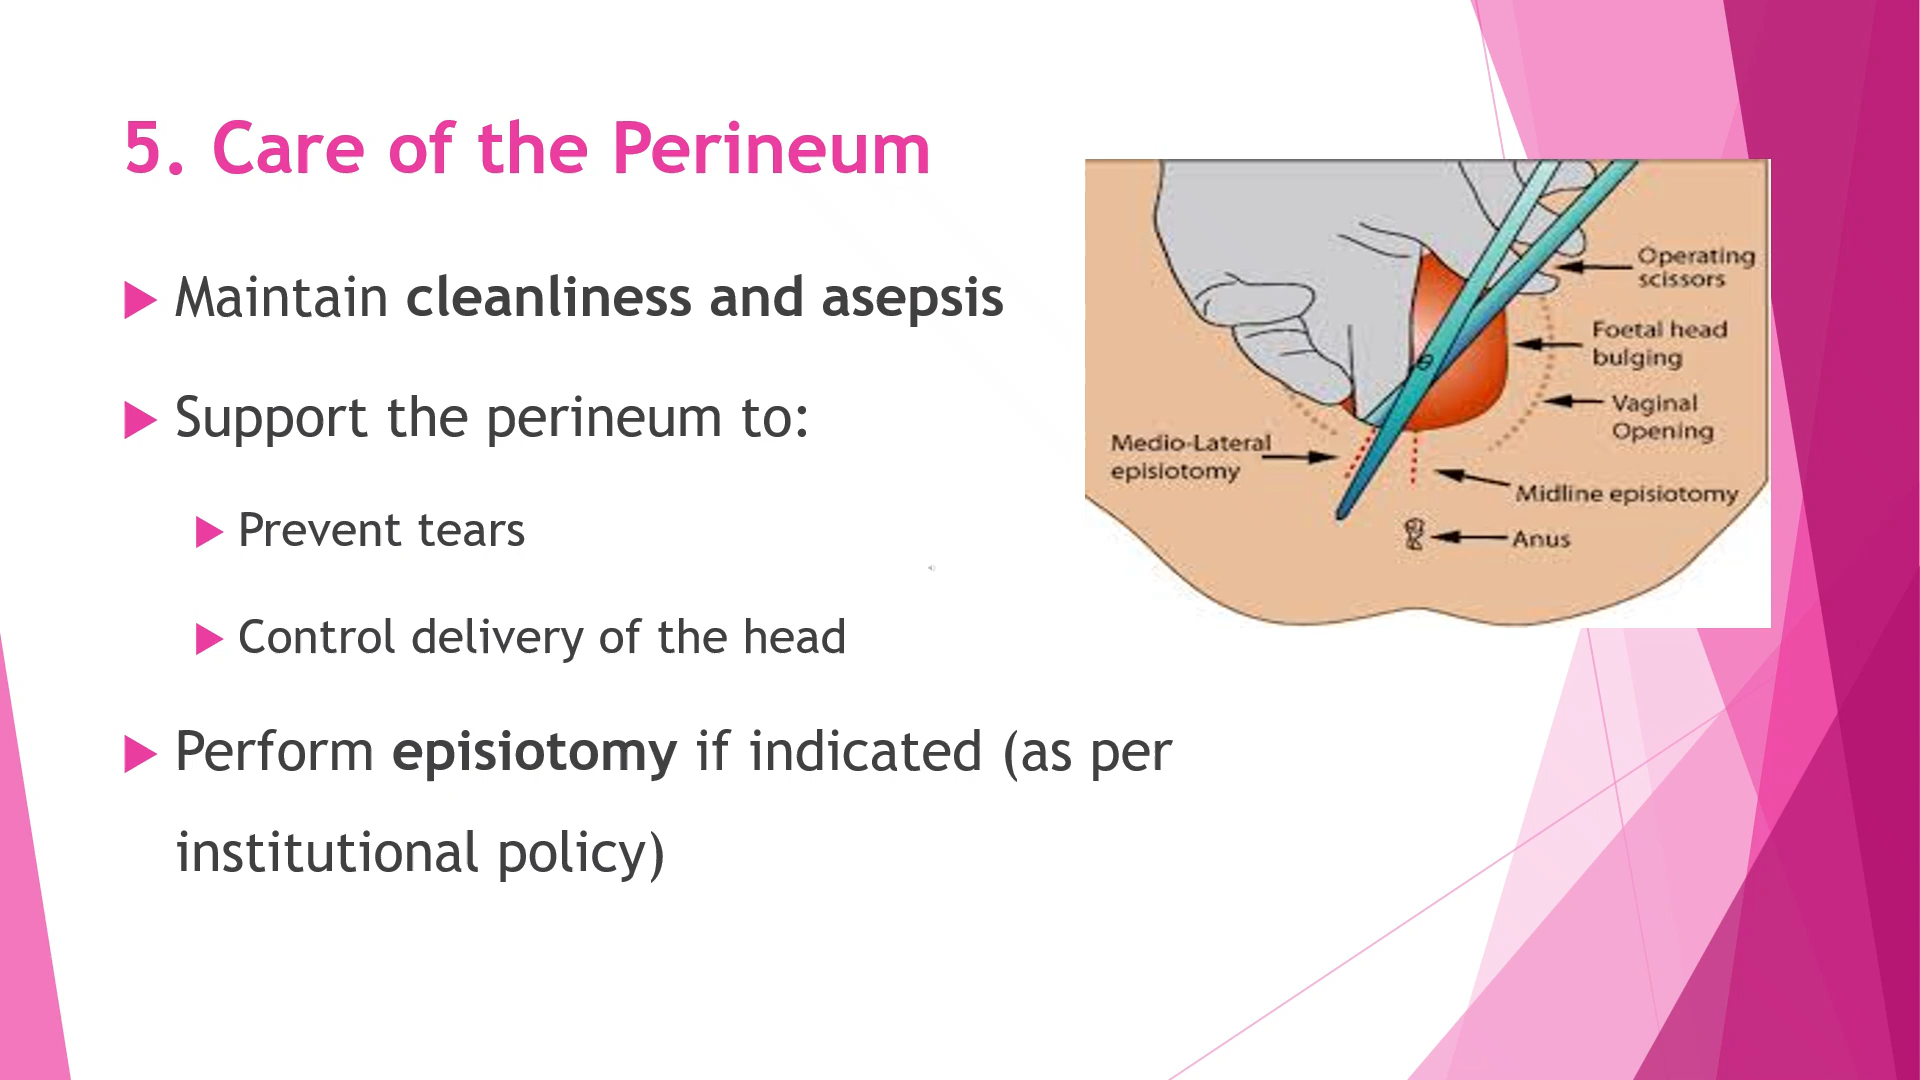 5. Care of the Perineum
Maintain cleanliness and asepsis
Support the perineum to:
Prevent tears
Control delivery of the head
Perform episiotomy if indicated (as per
institutional policy)
Operating
scissors
Foetal head
bulging
Vaginal
Opening
Medio-Lateral
episiotomy
Midline episiotomy
Anus